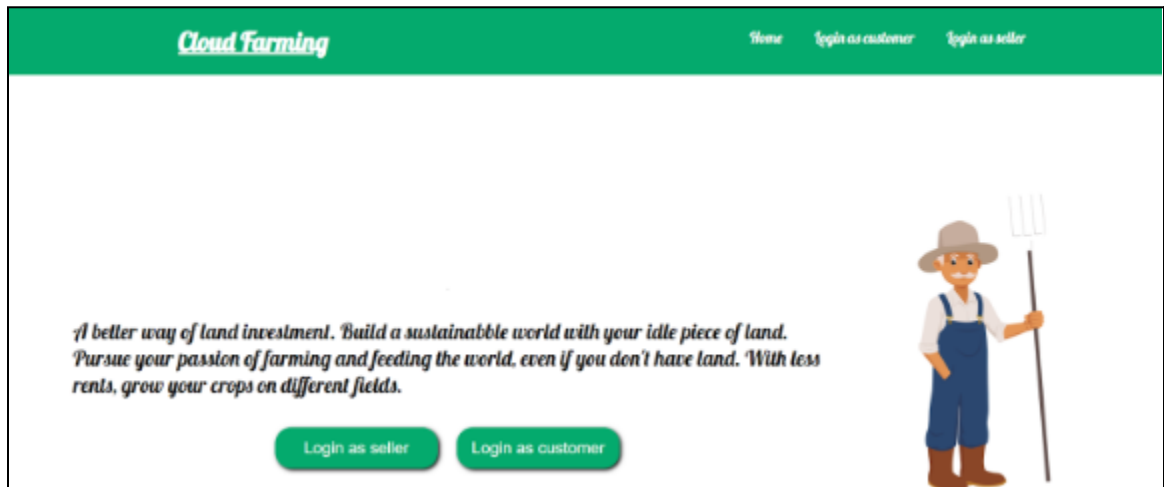 Cloud Farming
Home Login as customer Login as seller
A better way of land investment. Build a sustainabble world with your idle piece of land.
Pursue your passion of farming and feeding the world, even if you don't have land. With less
rents, grow your crops on different fields.
Login as seller Login as customer